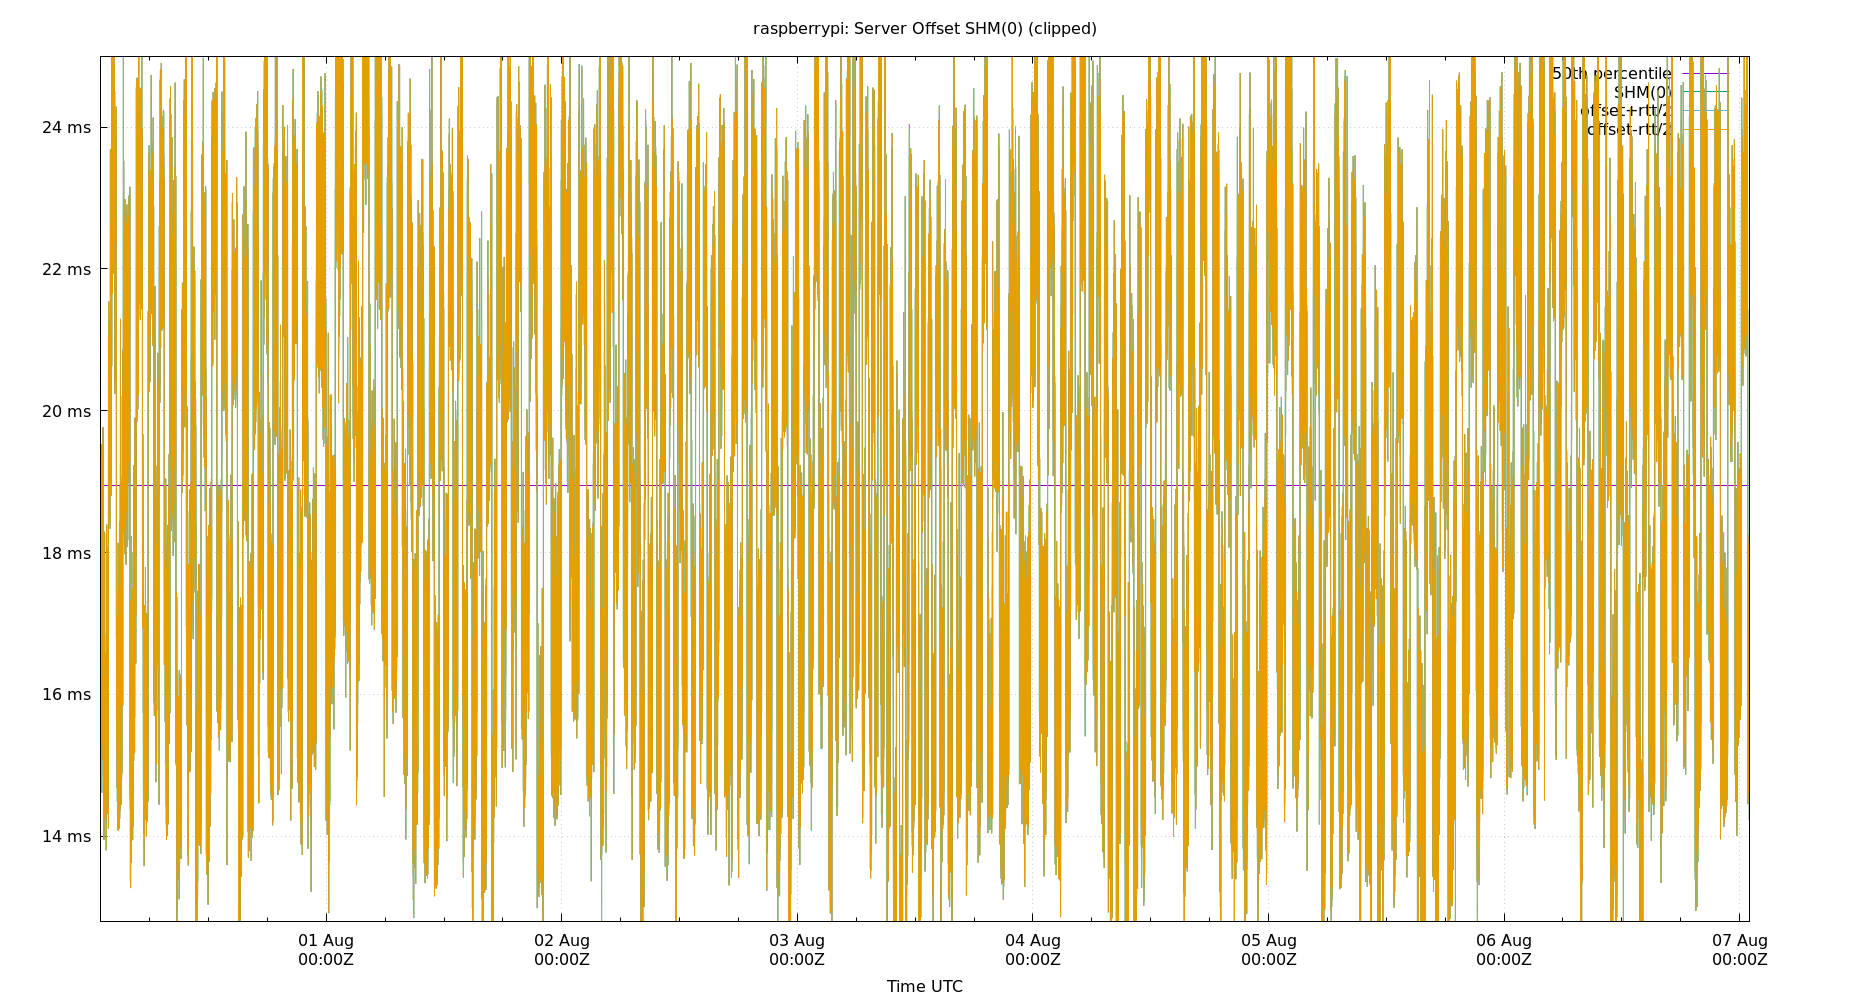 raspberrypi: Server Offset SHM(0) (clipped)
50th percentile
SHM(0)
offset+rtt/2
offset-rtt/2
24 ms
22 ms
20 ms
18 ms
16 ms
14 ms
01 Aug 02 Aug 03 Aug 04 Aug 05 Aug 06 Aug 07 Aug
00:00Z 00:00Z 00:00Z 00:00Z 00:00Z 00:00Z 00:00Z
Time UTC